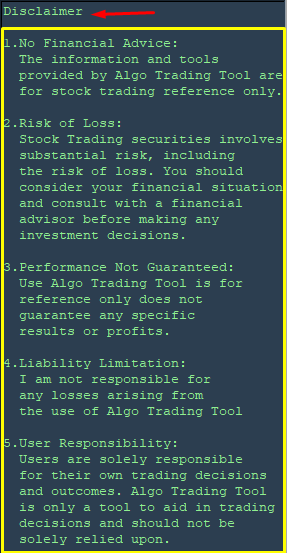 Disclaimer
1.No Financial Advice:
The information and tools
provided by Algo Trading Tool are
for stock trading reference only.
2.Risk of Loss:
Stock Trading securities involves
substantial risk, including
the risk of loss. You should
consider your financial situation
and consult with a financial
advisor before making any
investment decisions.
3.Performance Not Guaranteed:
Use Algo Trading Tool is for
reference only does not
guarantee any specific
results or profits.
4.Liability Limitation:
I am not responsible for
any losses arising from
the use of Algo Trading Tool
5.User Responsibility:
Users are solely responsible
for their own trading decisions
and outcomes. Algo Trading Tool
is only a tool to aid in trading
decisions and should not be
solely relied upon.